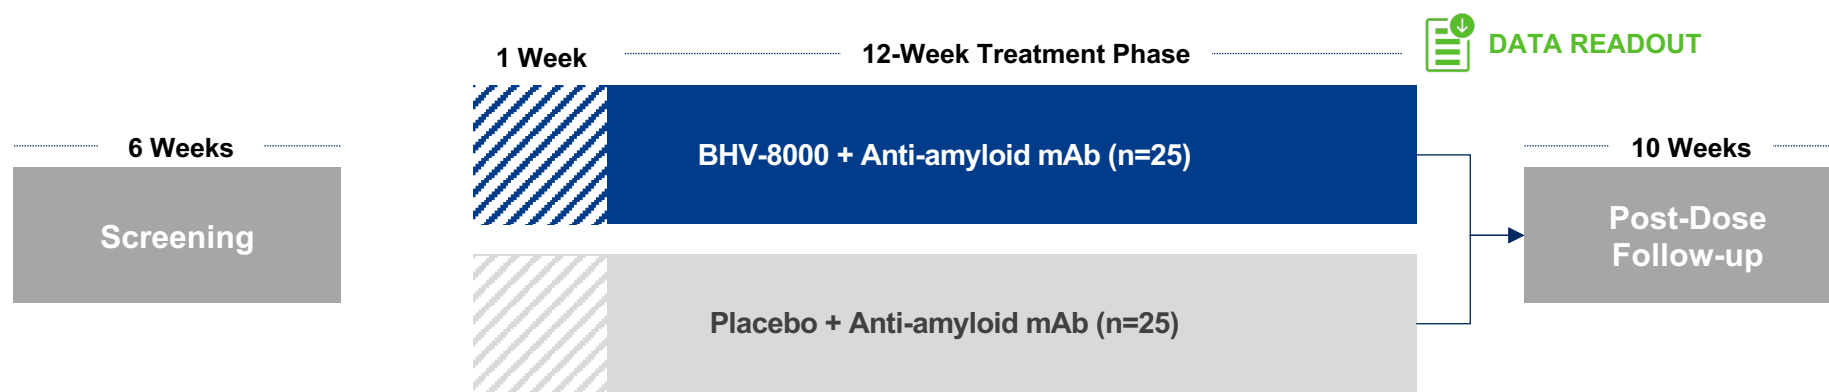 6 Weeks
Screening
1 Week
12-Week Treatment Phase
DATA READOUT
BHV-8000 + Anti-amyloid mAb (n=25)
Placebo + Anti-amyloid mAb (n=25)
10 Weeks
Post-Dose
Follow-up